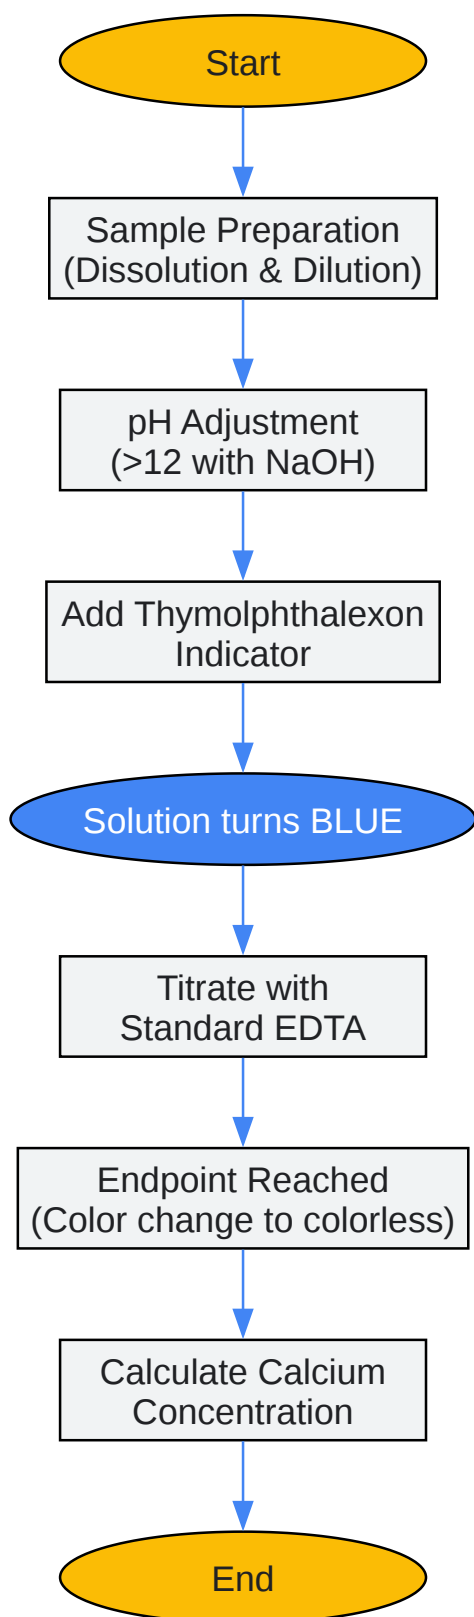 Start
Sample Preparation
(Dissolution & Dilution)
pH Adjustment
(>12 with NaOH)
Add Thymolphthalexon
Indicator
Solution turns BLUE
Titrate with
Standard EDTA
Endpoint Reached
(Color change to colorless)
Calculate Calcium
Concentration
End